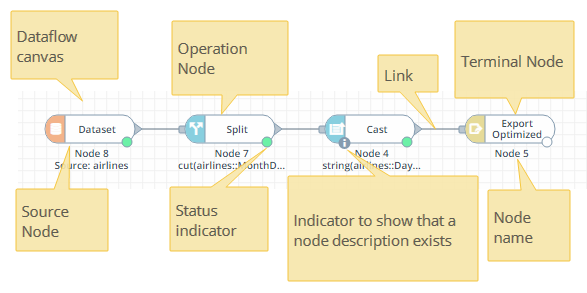 Dataflow
canvas
Operation
Node
Link
Terminal Node
Dataset
Split
Cast
Export
Optimized
Node 8
Source: airlines
Node 7
cut(airlines::MonthD...
Node 4
string(airlines::Day...
Node 5
Source
Node
Status
indicator
Indicator to show that a
node description exists
Node
name